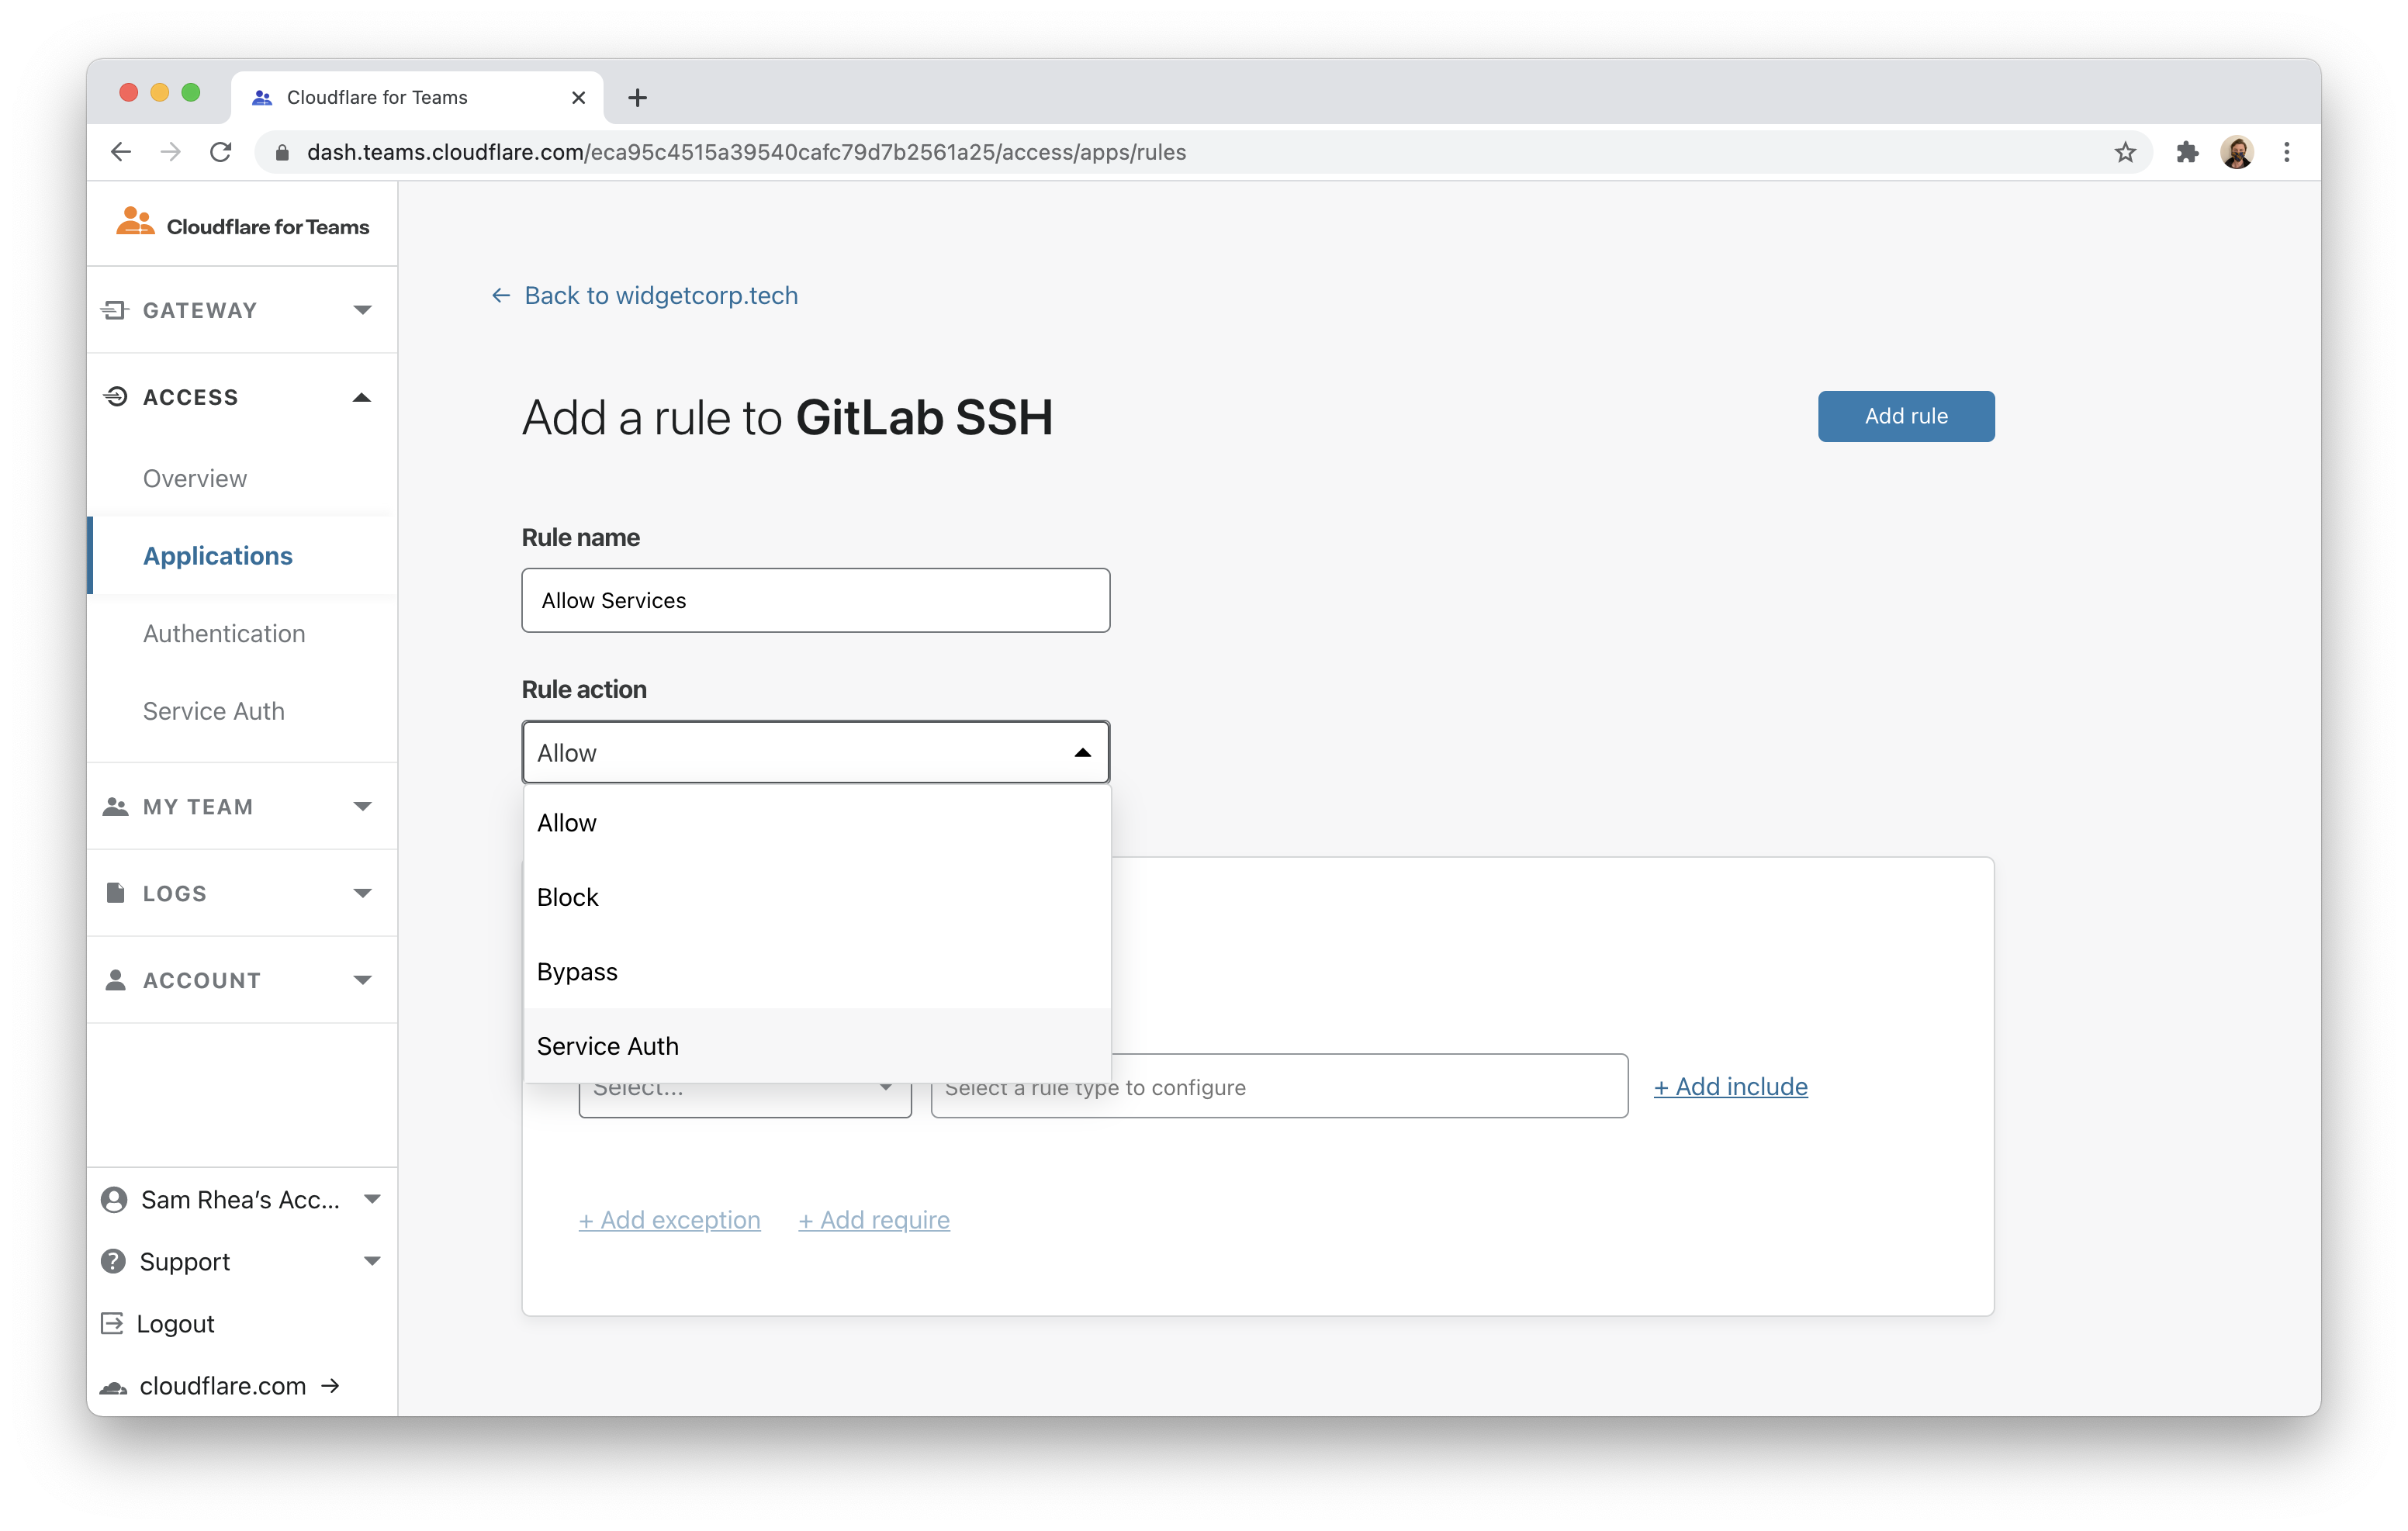 Cloudflare for Teams
dash.teams.cloudflare.com/eca95c4515a39540cafc79d7b2561a25/access/apps/rules
Cloudflare for Teams
GATEWAY
ACCESS
Overview
Applications
Authentication
Service Auth
MY TEAM
LOGS
ACCOUNT
Sam Rhea’s Acc...
Support
Logout
cloudflare.com →
← Back to widgetcorp.tech
Add a rule to GitLab SSH
Add rule
Rule name
Allow Services
Rule action
Allow
Allow
Block
Bypass
Service Auth
Select...
Select a rule type to configure
+ Add include
+ Add exception
+ Add require